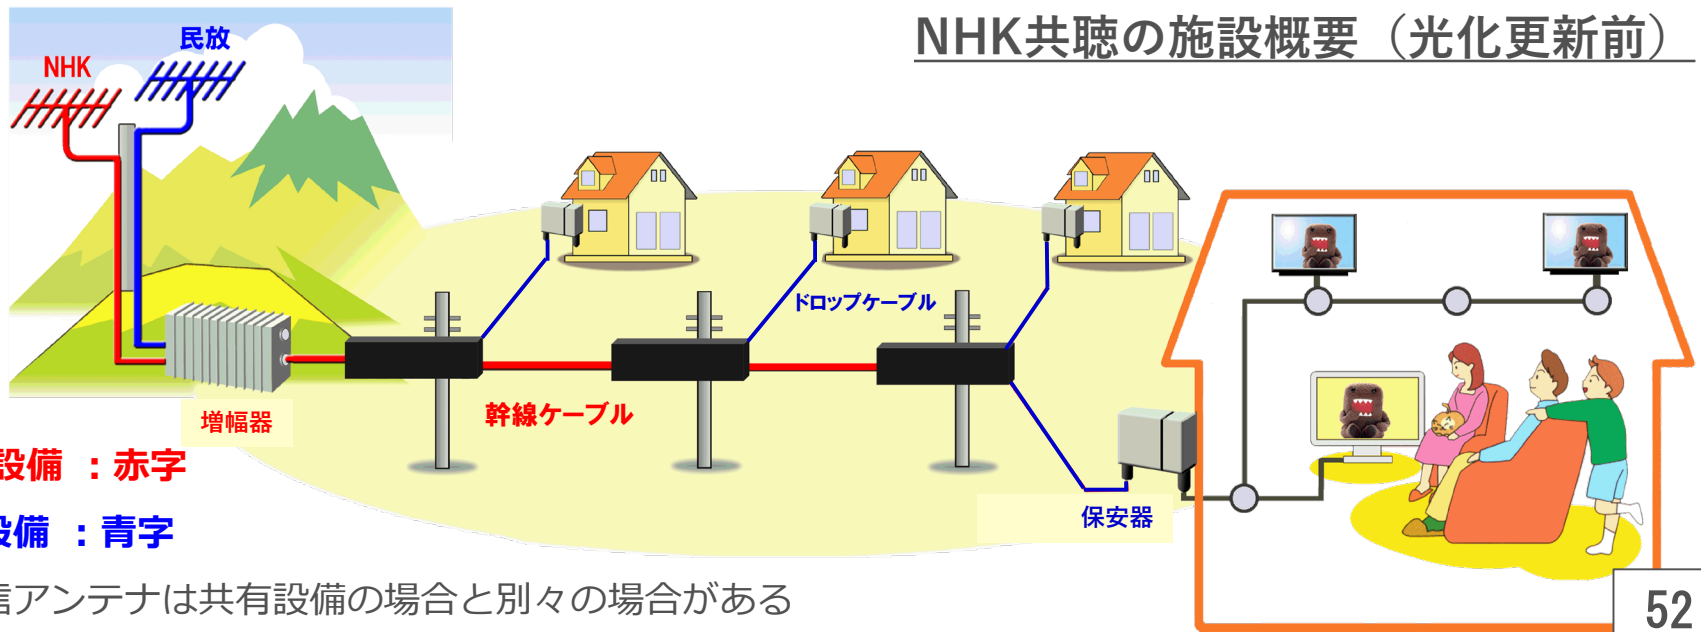 NHK共聴の施設概要（光化更新前）
民放
NHK
ドロップケーブル
増幅器
幹線ケーブル
設備 ：赤字
保安器
設備 ：青字
信アンテナは共有設備の場合と別々の場合がある
52